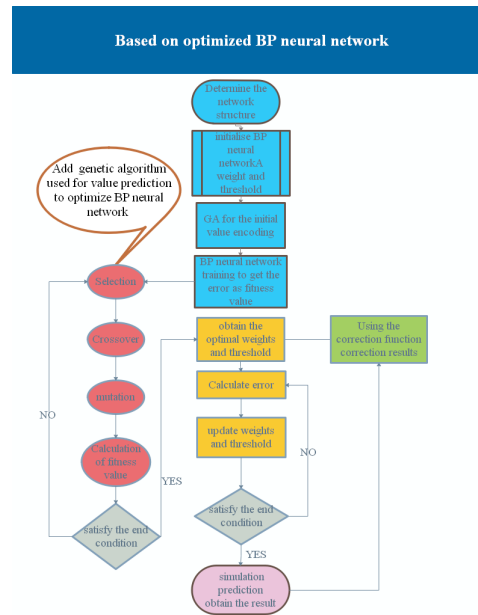 Based on optimized BP neural network
Determine the
network
structure
initialise BP
neural
networkA
weight and
threshold
Add genetic algorithm
used for value prediction
to optimize BP neural
network
GA for the initial
value encoding
BP neural network
training to get the
error as fitness
value
Selection
Crossover
mutation
Calculation
of fitness
value
satisfy the end
condition
NO
YES
obtain the
optimal weights
and threshold
Using the
correction function
correction results
Calculate error
update weights
and threshold
NO
satisfy the end
condition
YES
simulation
prediction
obtain the result